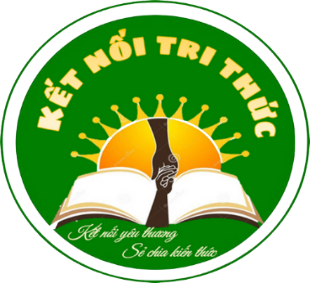 KẾT NỐI TRI THỨC
Kết nối yêu thương
Sẻ chia kiến thức